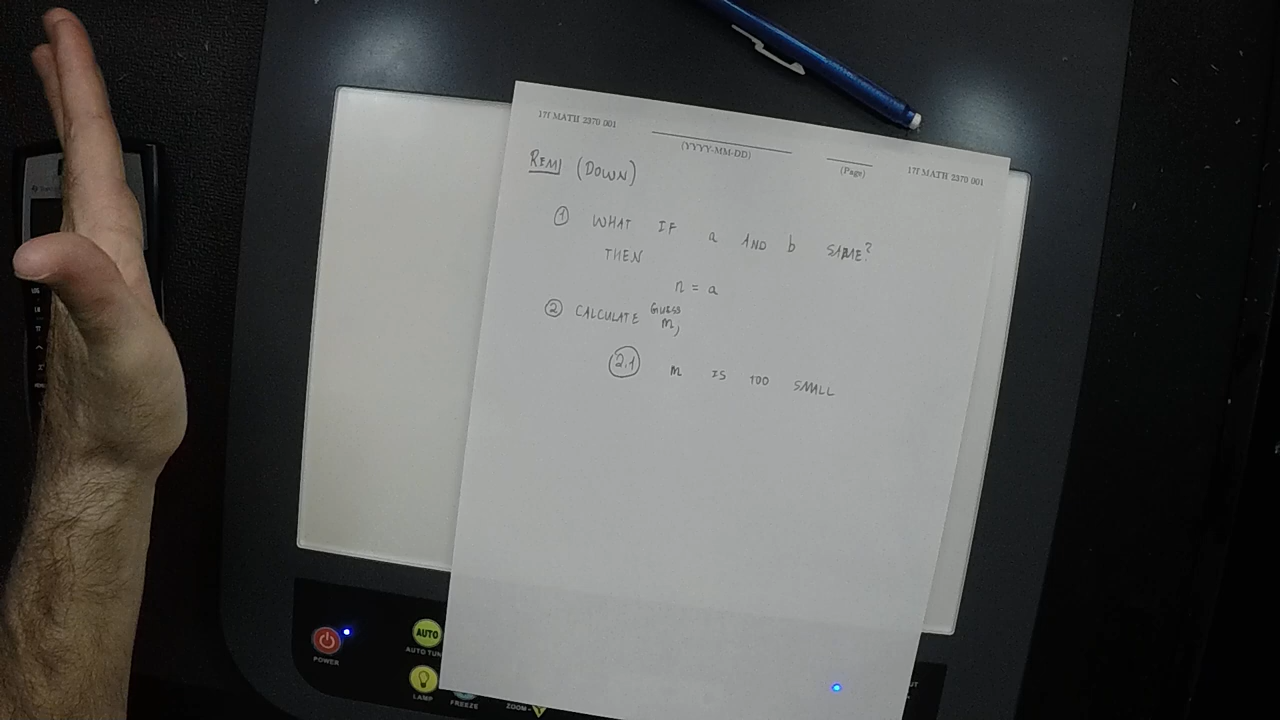 17f MATH 2370 001
(YYYY-MM-DD)
(Page)
17f MATH 2370 001
REM (DOWN)
① WHAT IF a AND b SAME?
THEN
n = a
② CALCULATE GUESS m,
2.1 m IS TOO SMALL
POWER
AUTO
LAMP
FREEZE
ZOOM-